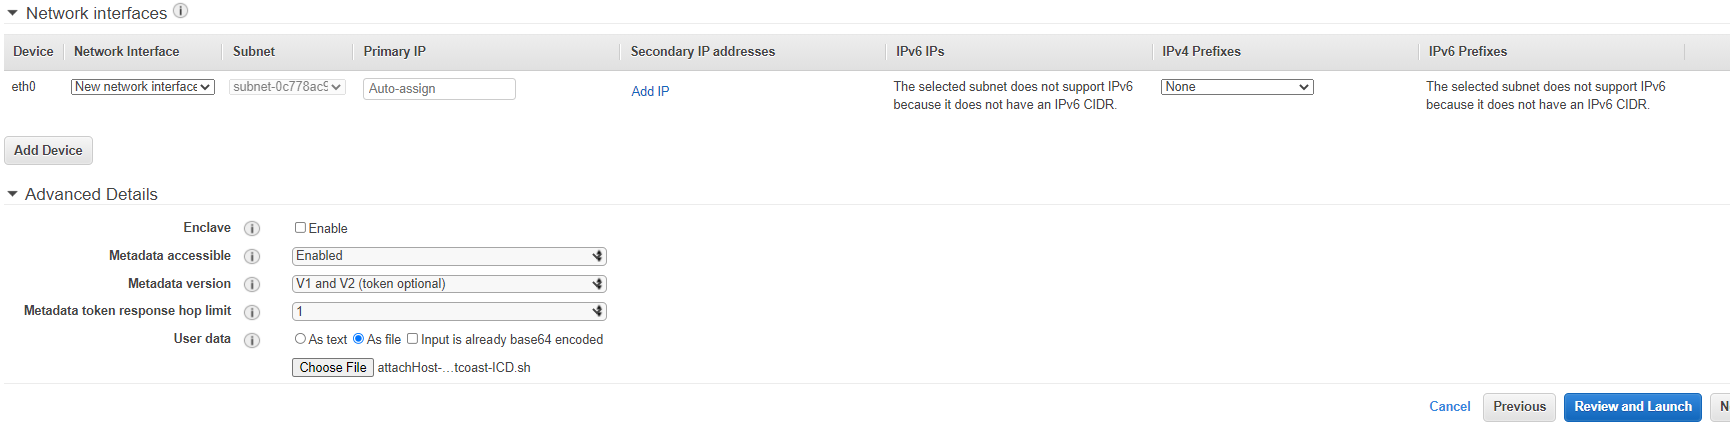 Network interfaces
Device Network Interface Subnet Primary IP Secondary IP addresses IPv6 IPs IPv4 Prefixes IPv6 Prefixes
eth0 New network interface subnet-0c778ac9 Auto-assign Add IP The selected subnet does not support IPv6 None The selected subnet does not support IPv6
because it does not have an IPv6 CIDR. because it does not have an IPv6 CIDR.
Add Device
Advanced Details
Enclave Enable
Metadata accessible Enabled
Metadata version V1 and V2 (token optional)
Metadata token response hop limit 1
User data As text As file Input is already base64 encoded
Choose File attachHost-...tcoast-ICD.sh
Cancel Previous Review and Launch N